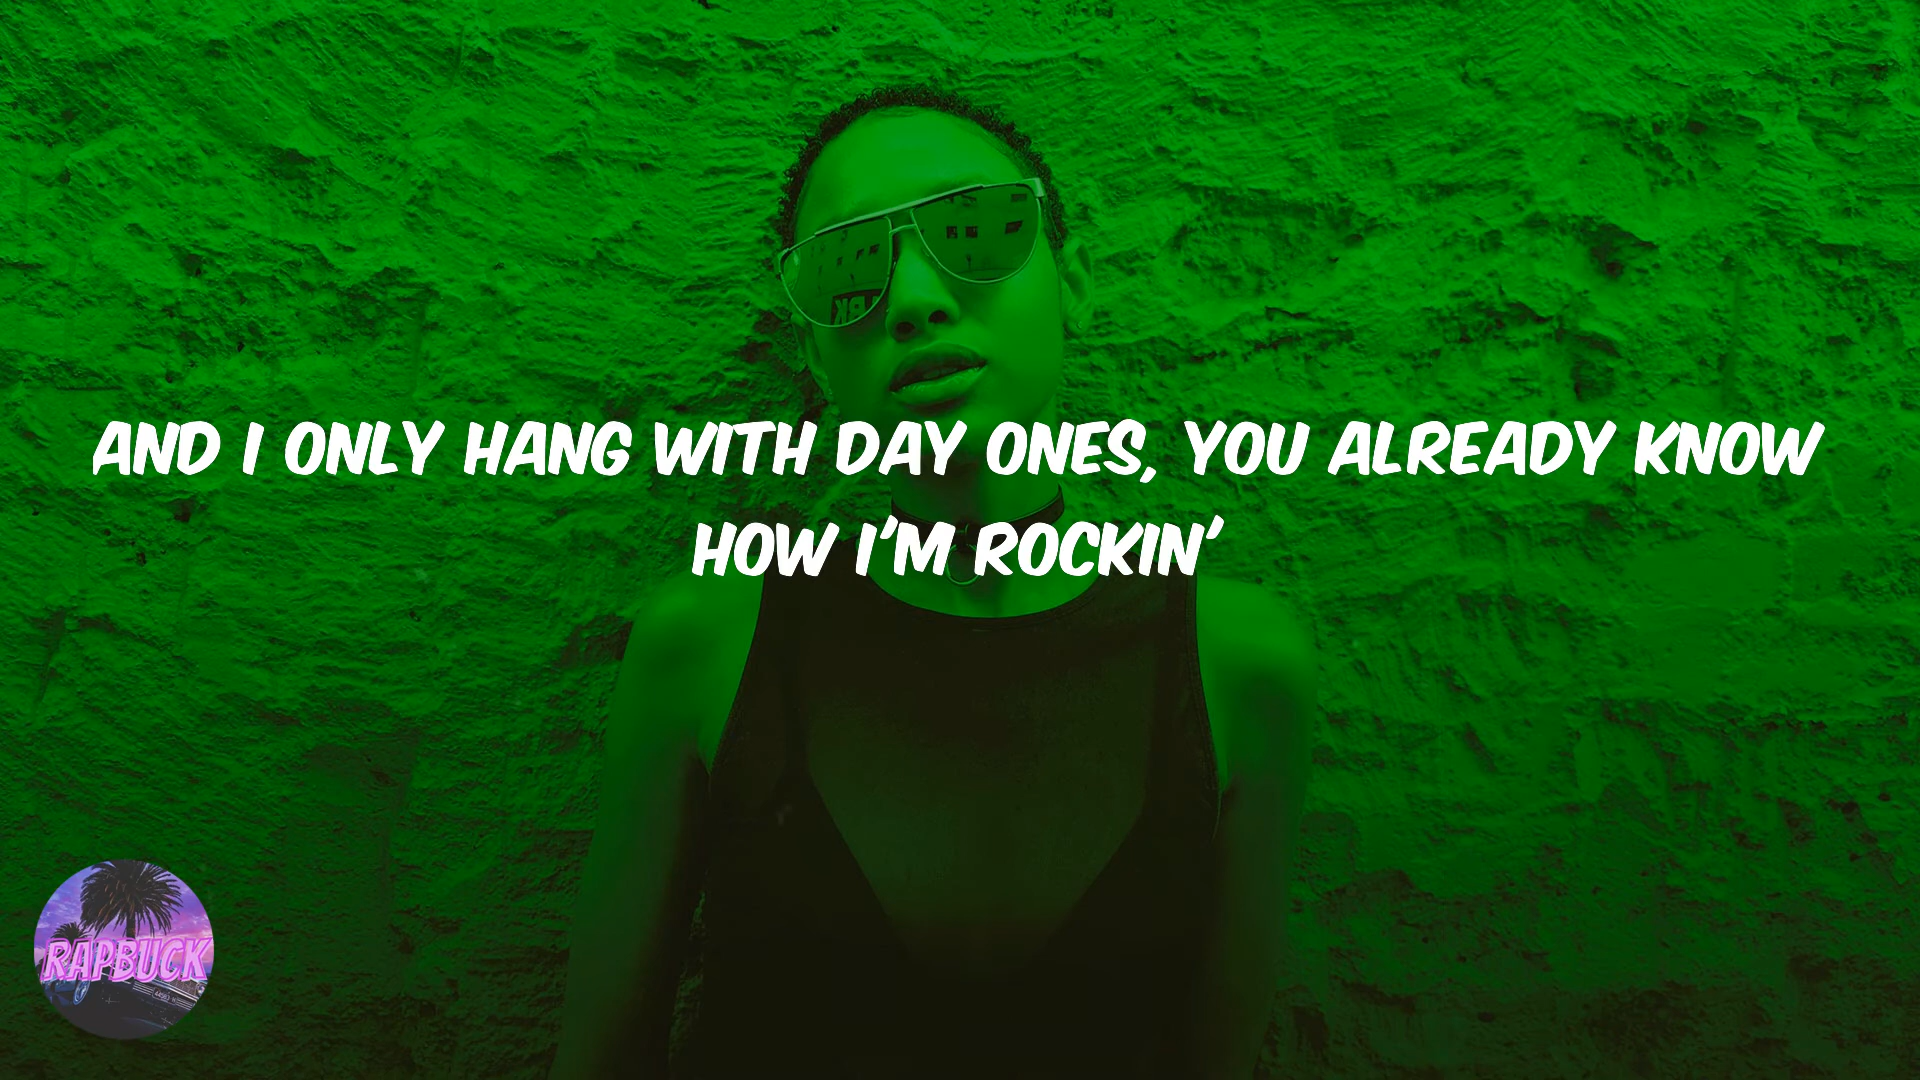 AND I ONLY HANG WITH DAY ONES, YOU ALREADY KNOW
HOW I'M ROCKIN'
RAPBUCK